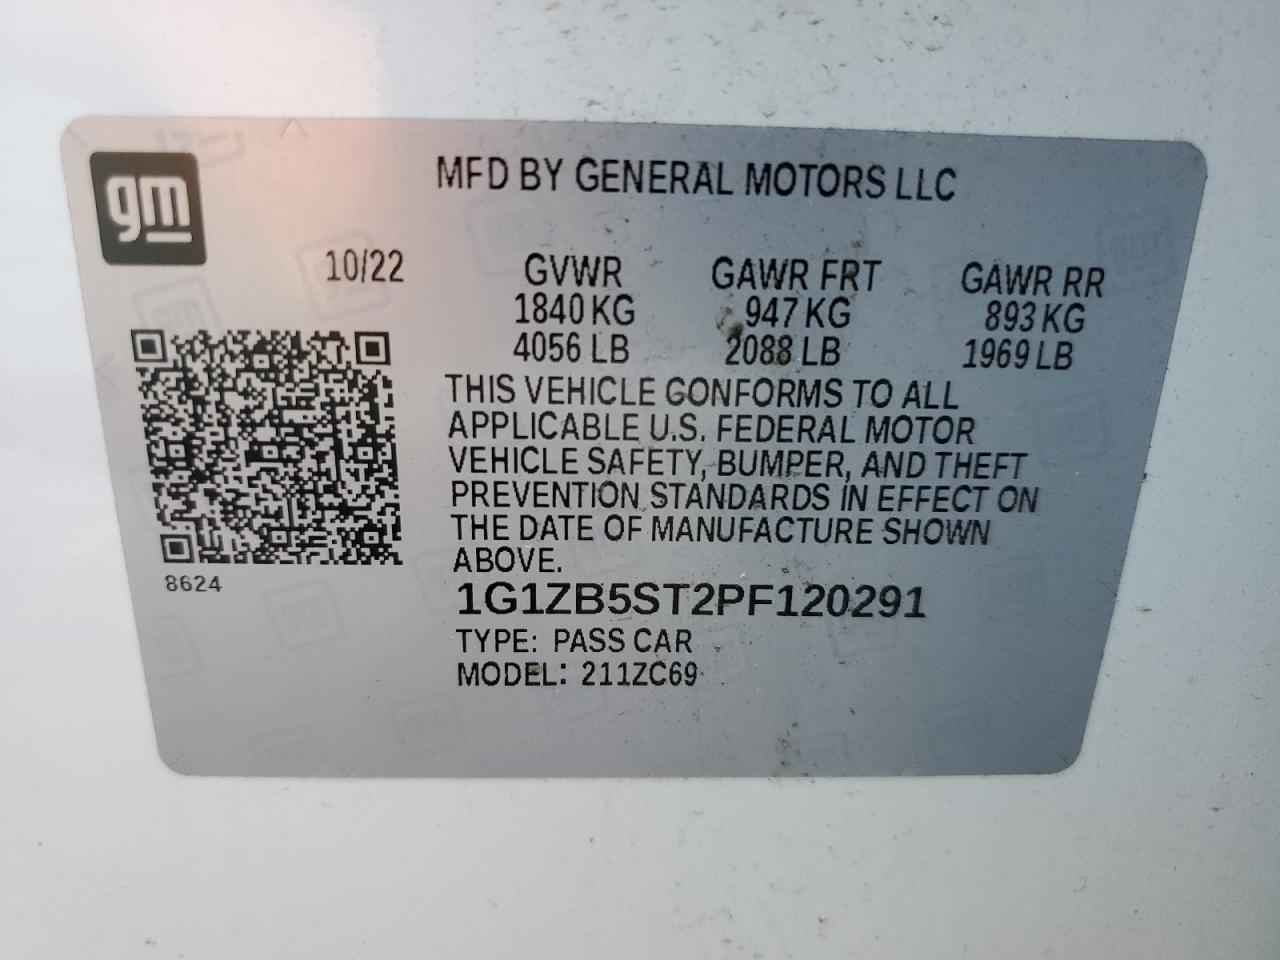 gm
MFD BY GENERAL MOTORS LLC
10/22 GVWR GAWR FRT GAWR RR
1840 KG 947 KG 893 KG
4056 LB 2088 LB 1969 LB
THIS VEHICLE CONFORMS TO ALL
APPLICABLE U.S. FEDERAL MOTOR
VEHICLE SAFETY, BUMPER, AND THEFT
PREVENTION STANDARDS IN EFFECT ON
THE DATE OF MANUFACTURE SHOWN
ABOVE.
8624
1G1ZB5ST2PF120291
TYPE: PASS CAR
MODEL: 211ZC69